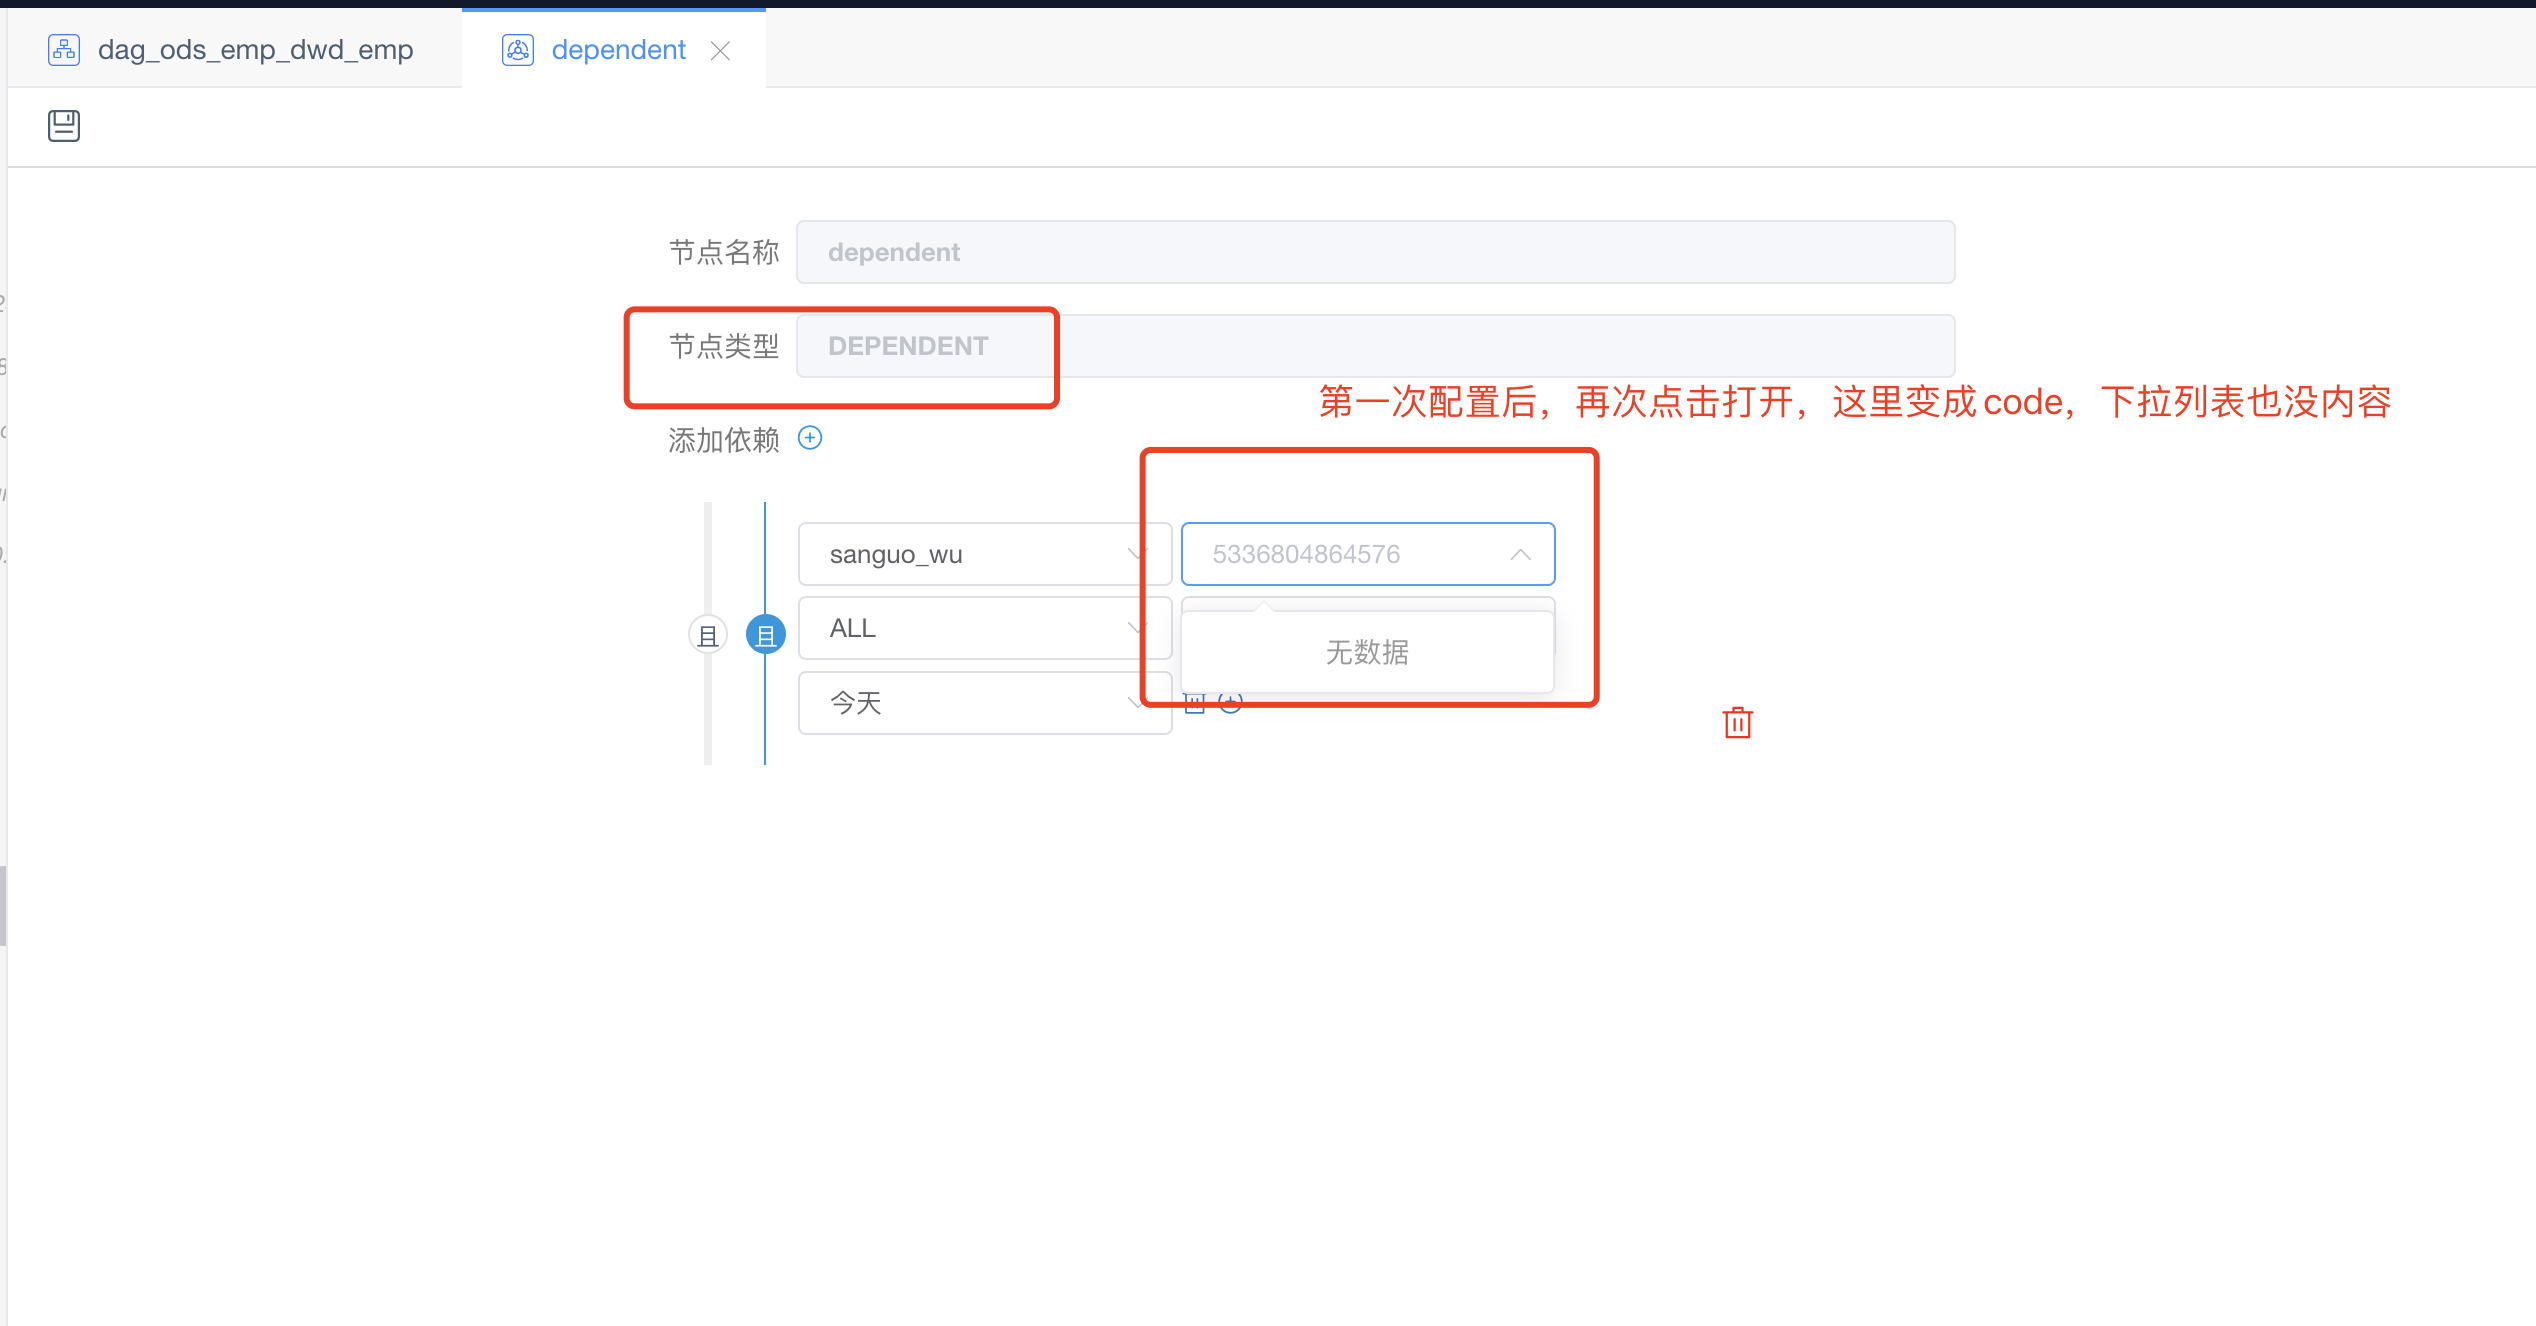 dag_ods_emp_dwd_emp
dependent
节点名称 dependent
节点类型 DEPENDENT
第一次配置后，再次点击打开，这里变成code，下拉列表也没内容
添加依赖
sanguo_wu 5336804864576
且 且 ALL
无数据
今天